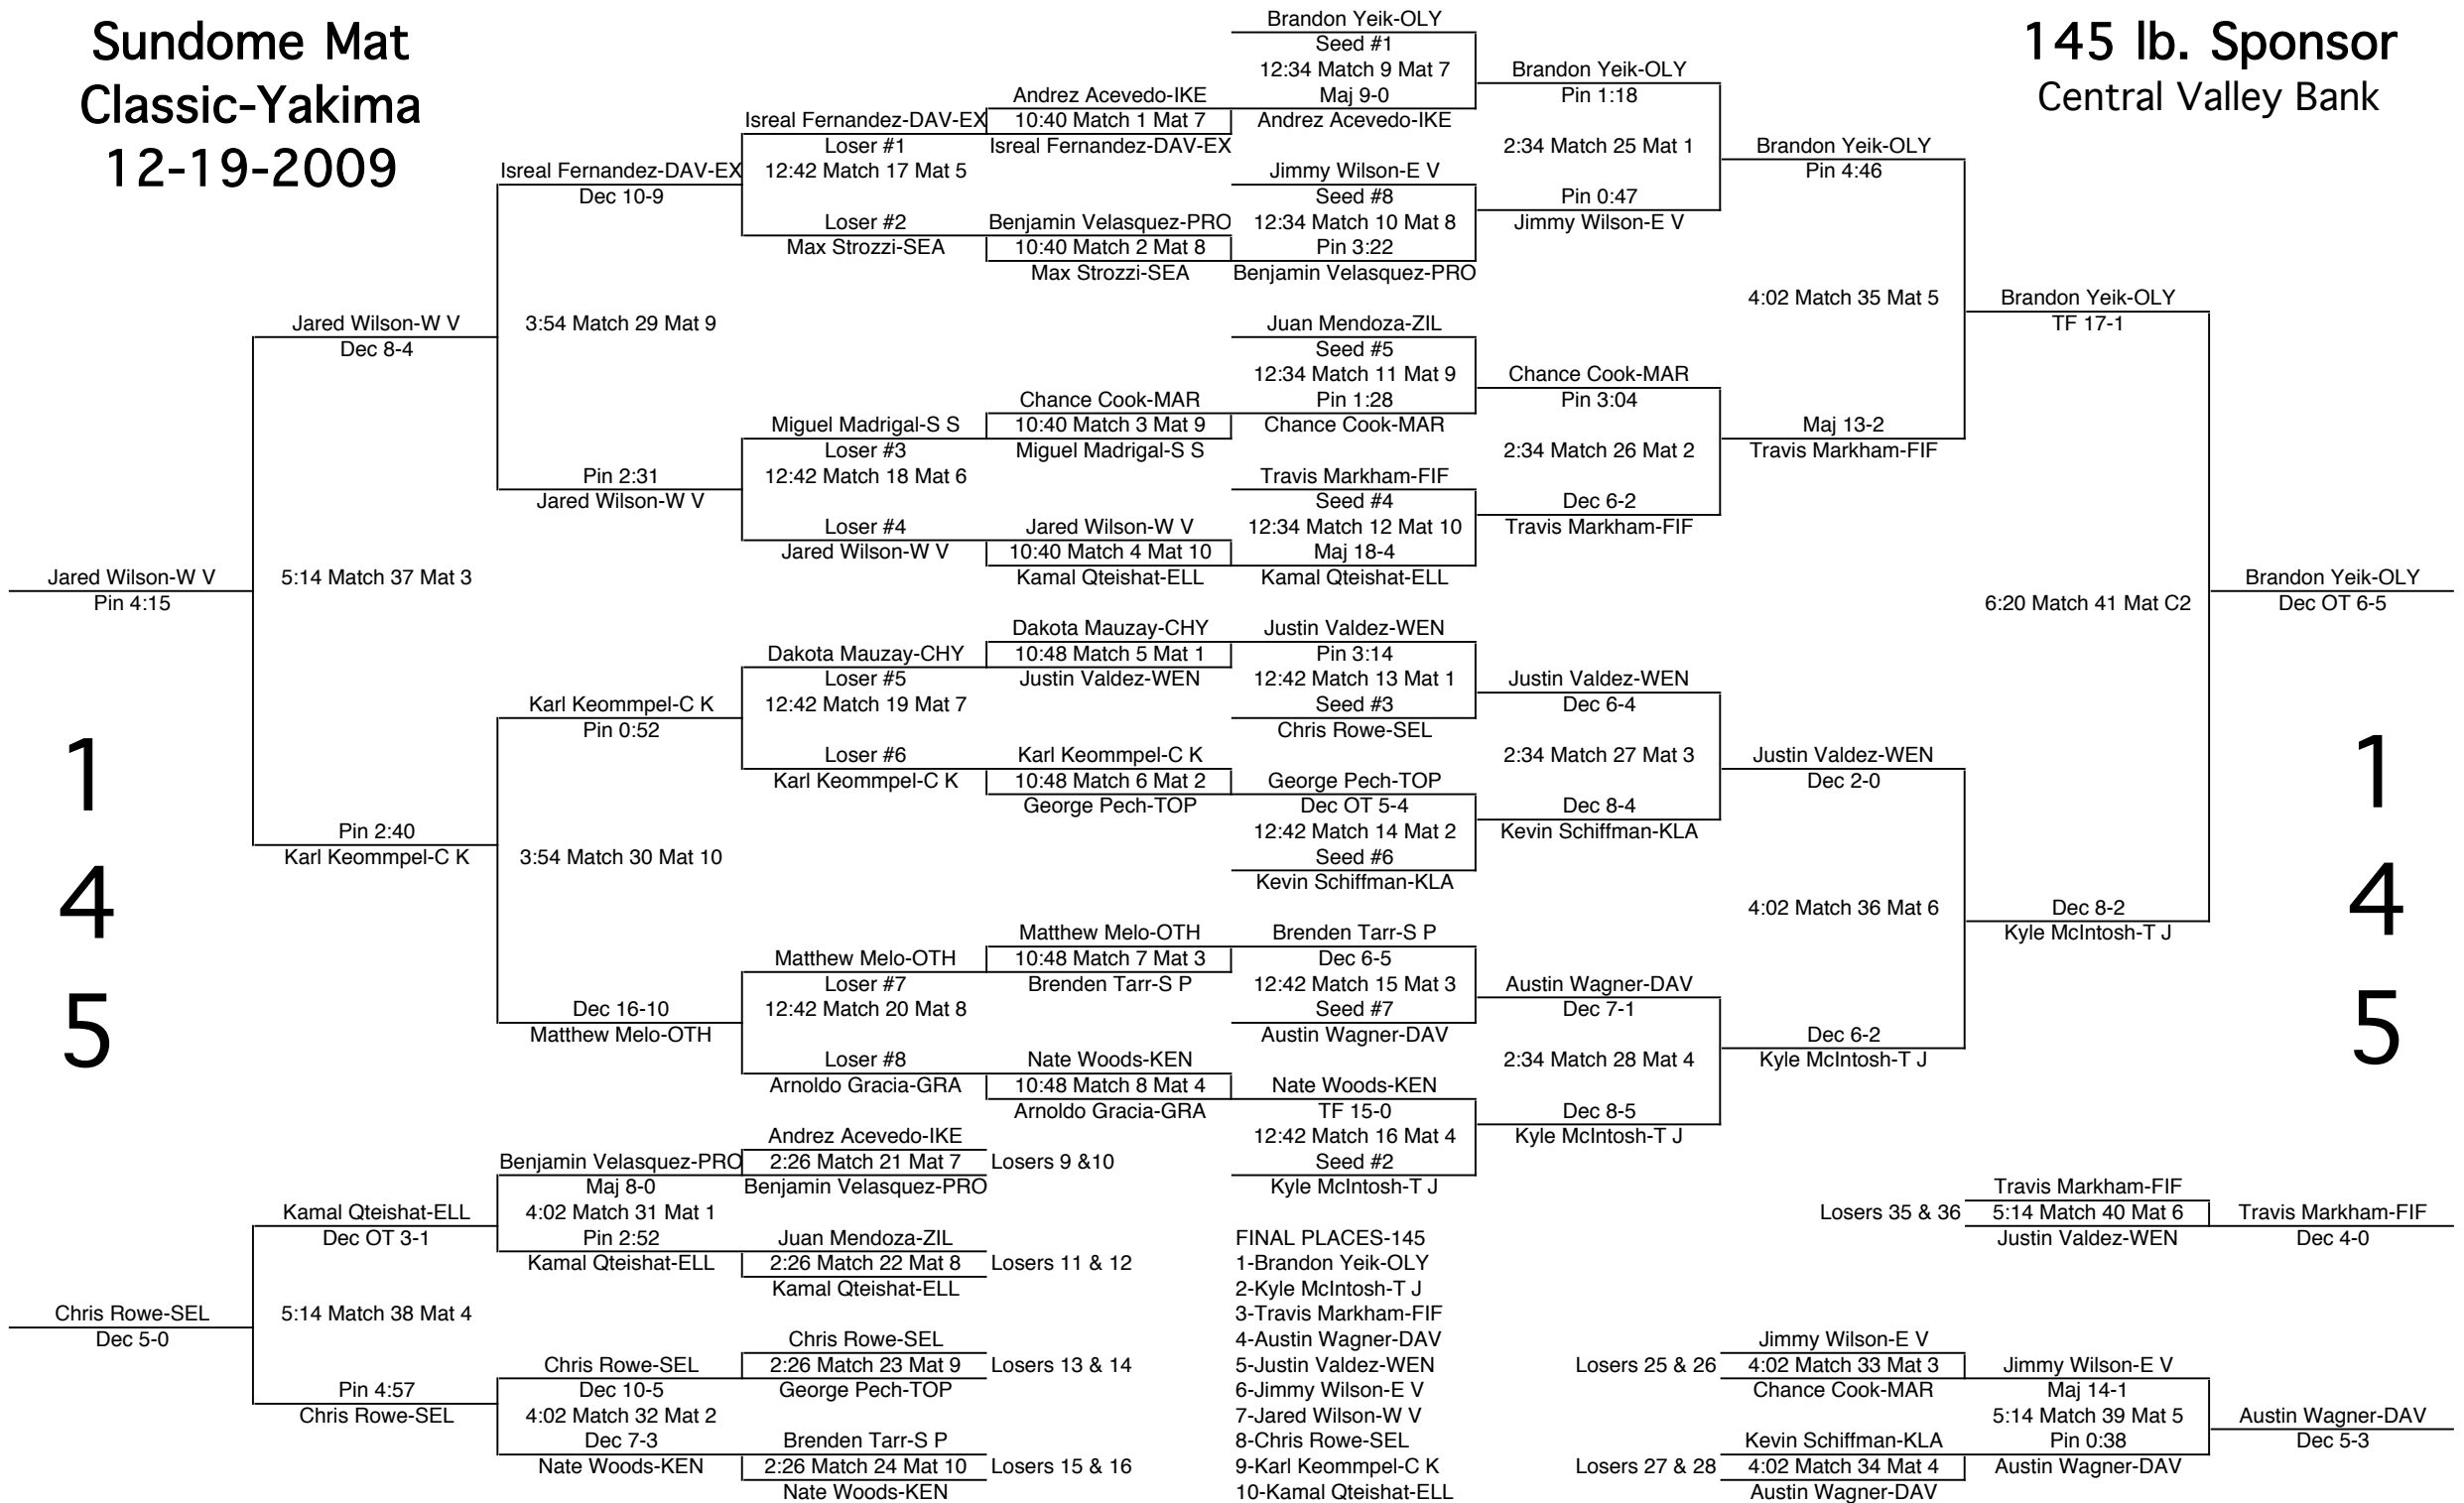 Sundome Mat
Classic-Yakima
12-19-2009
145 lb. Sponsor
Central Valley Bank
Brandon Yeik-OLY
Seed #1
12:34 Match 9 Mat 7
Maj 9-0
Andrez Acevedo-IKE
Jimmy Wilson-E V
Seed #8
12:34 Match 10 Mat 8
Pin 3:22
Benjamin Velasquez-PRO
Juan Mendoza-ZIL
Seed #5
12:34 Match 11 Mat 9
Pin 1:28
Chance Cook-MAR
Travis Markham-FIF
Seed #4
12:34 Match 12 Mat 10
Maj 18-4
Kamal Qteishat-ELL
Justin Valdez-WEN
Pin 3:14
12:42 Match 13 Mat 1
Seed #3
Chris Rowe-SEL
George Pech-TOP
Dec OT 5-4
12:42 Match 14 Mat 2
Seed #6
Kevin Schiffman-KLA
Brenden Tarr-S P
Dec 6-5
12:42 Match 15 Mat 3
Seed #7
Austin Wagner-DAV
Nate Woods-KEN
TF 15-0
12:42 Match 16 Mat 4
Seed #2
Kyle McIntosh-T J
Andrez Acevedo-IKE
10:40 Match 1 Mat 7
Isreal Fernandez-DAV-EX
Benjamin Velasquez-PRO
10:40 Match 2 Mat 8
Max Strozzi-SEA
Chance Cook-MAR
10:40 Match 3 Mat 9
Miguel Madrigal-S S
Jared Wilson-W V
10:40 Match 4 Mat 10
Kamal Qteishat-ELL
Dakota Mauzay-CHY
10:48 Match 5 Mat 1
Justin Valdez-WEN
Karl Keommpel-C K
10:48 Match 6 Mat 2
George Pech-TOP
Matthew Melo-OTH
10:48 Match 7 Mat 3
Brenden Tarr-S P
Nate Woods-KEN
10:48 Match 8 Mat 4
Arnoldo Gracia-GRA
Isreal Fernandez-DAV-EX
Loser #1
12:42 Match 17 Mat 5
Loser #2
Max Strozzi-SEA
Miguel Madrigal-S S
Loser #3
12:42 Match 18 Mat 6
Loser #4
Jared Wilson-W V
Dakota Mauzay-CHY
Loser #5
12:42 Match 19 Mat 7
Loser #6
Karl Keommpel-C K
Matthew Melo-OTH
Loser #7
12:42 Match 20 Mat 8
Loser #8
Arnoldo Gracia-GRA
Isreal Fernandez-DAV-EX
Dec 10-9
3:54 Match 29 Mat 9
Pin 2:31
Jared Wilson-W V
Karl Keommpel-C K
Pin 0:52
3:54 Match 30 Mat 10
Dec 16-10
Matthew Melo-OTH
Jared Wilson-W V
Dec 8-4
5:14 Match 37 Mat 3
Pin 2:40
Karl Keommpel-C K
Jared Wilson-W V
Pin 4:15
1
4
5
Brandon Yeik-OLY
Pin 1:18
2:34 Match 25 Mat 1
Pin 0:47
Jimmy Wilson-E V
Chance Cook-MAR
Pin 3:04
2:34 Match 26 Mat 2
Dec 6-2
Travis Markham-FIF
Justin Valdez-WEN
Dec 6-4
2:34 Match 27 Mat 3
Dec 8-4
Kevin Schiffman-KLA
Austin Wagner-DAV
Dec 7-1
2:34 Match 28 Mat 4
Dec 8-5
Kyle McIntosh-T J
Brandon Yeik-OLY
Pin 4:46
4:02 Match 35 Mat 5
Maj 13-2
Travis Markham-FIF
Justin Valdez-WEN
Dec 2-0
4:02 Match 36 Mat 6
Dec 6-2
Kyle McIntosh-T J
Brandon Yeik-OLY
TF 17-1
6:20 Match 41 Mat C2
Dec 8-2
Kyle McIntosh-T J
Brandon Yeik-OLY
Dec OT 6-5
1
4
5
Andrez Acevedo-IKE
2:26 Match 21 Mat 7
Losers 9 &10
Benjamin Velasquez-PRO
Juan Mendoza-ZIL
2:26 Match 22 Mat 8
Losers 11 & 12
Kamal Qteishat-ELL
Chris Rowe-SEL
2:26 Match 23 Mat 9
Losers 13 & 14
George Pech-TOP
Brenden Tarr-S P
2:26 Match 24 Mat 10
Losers 15 & 16
Nate Woods-KEN
Benjamin Velasquez-PRO
Maj 8-0
4:02 Match 31 Mat 1
Pin 2:52
Kamal Qteishat-ELL
Chris Rowe-SEL
Dec 10-5
4:02 Match 32 Mat 2
Dec 7-3
Nate Woods-KEN
Kamal Qteishat-ELL
Dec OT 3-1
5:14 Match 38 Mat 4
Pin 4:57
Chris Rowe-SEL
Chris Rowe-SEL
Dec 5-0
FINAL PLACES-145
1-Brandon Yeik-OLY
2-Kyle McIntosh-T J
3-Travis Markham-FIF
4-Austin Wagner-DAV
5-Justin Valdez-WEN
6-Jimmy Wilson-E V
7-Jared Wilson-W V
8-Chris Rowe-SEL
9-Karl Keommpel-C K
10-Kamal Qteishat-ELL
Travis Markham-FIF
Losers 35 & 36
5:14 Match 40 Mat 6
Justin Valdez-WEN
Travis Markham-FIF
Dec 4-0
Jimmy Wilson-E V
Losers 25 & 26
4:02 Match 33 Mat 3
Chance Cook-MAR
Kevin Schiffman-KLA
Losers 27 & 28
4:02 Match 34 Mat 4
Austin Wagner-DAV
Jimmy Wilson-E V
Maj 14-1
5:14 Match 39 Mat 5
Pin 0:38
Austin Wagner-DAV
Austin Wagner-DAV
Dec 5-3